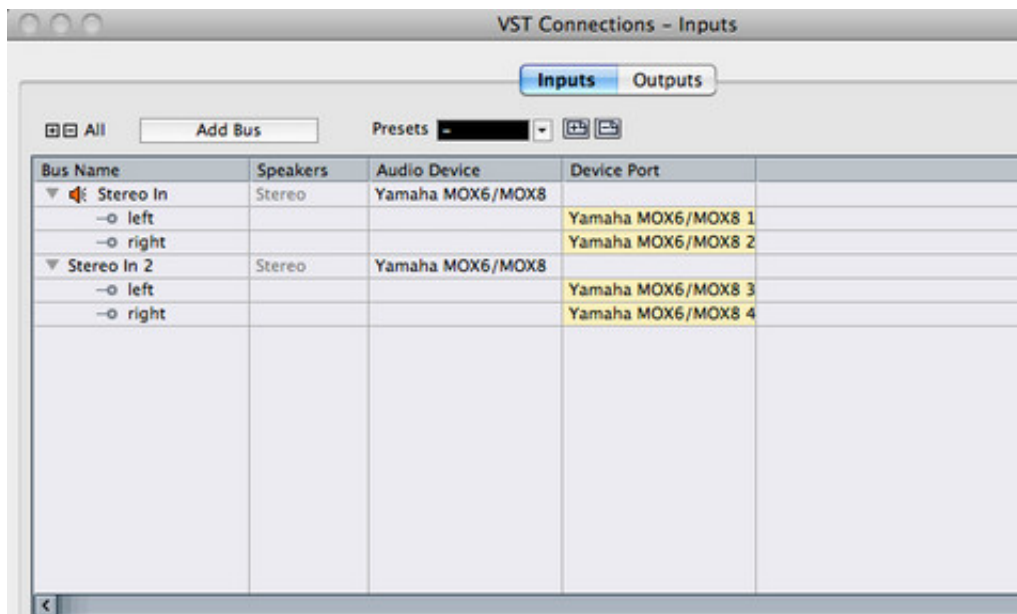 VST Connections – Inputs
Inputs Outputs
All Add Bus Presets -
Bus Name Speakers Audio Device Device Port
Stereo In Stereo Yamaha MOX6/MOX8
left Yamaha MOX6/MOX8 1
right Yamaha MOX6/MOX8 2
Stereo In 2 Stereo Yamaha MOX6/MOX8
left Yamaha MOX6/MOX8 3
right Yamaha MOX6/MOX8 4